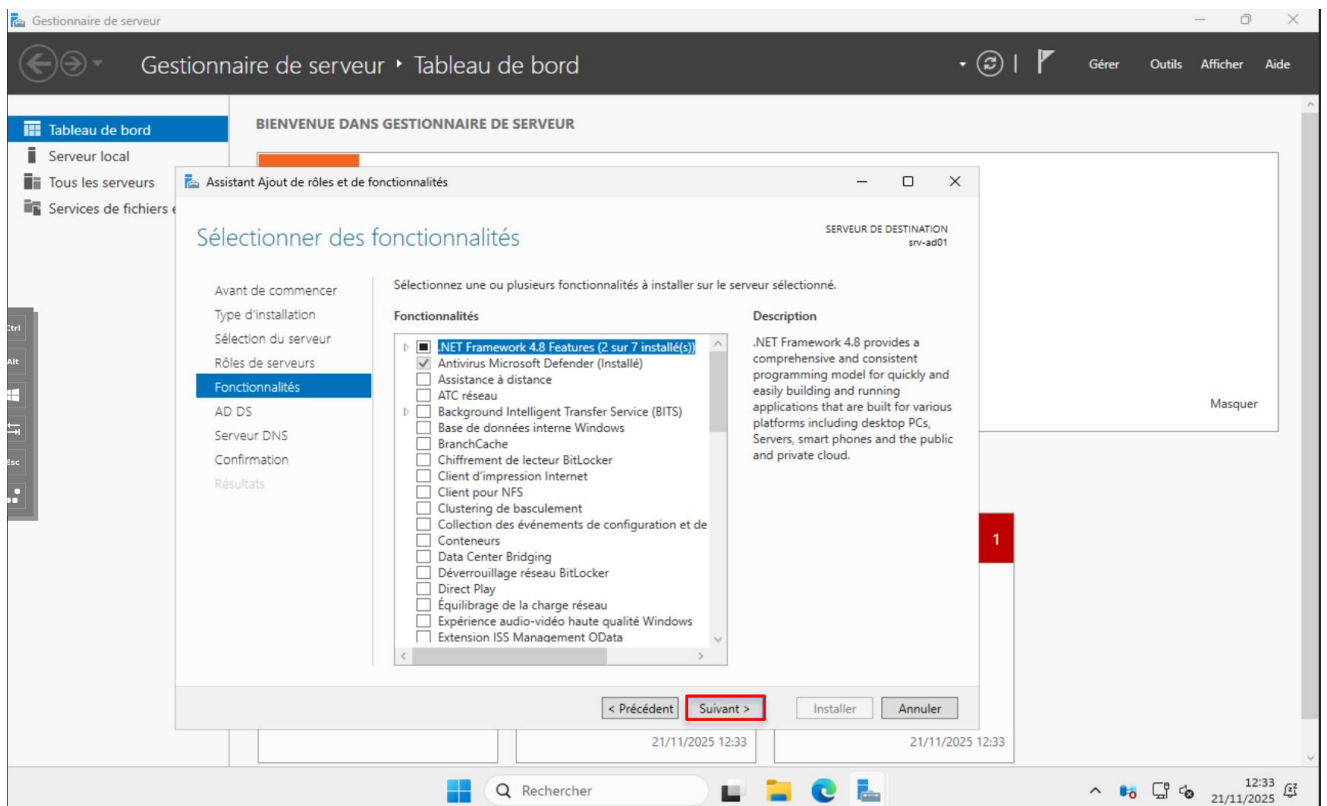 Gestionnaire de serveur
Gestionnaire de serveur ‣ Tableau de bord
Gérer Outils Afficher Aide
Tableau de bord
Serveur local
Tous les serveurs
Services de fichiers e
BIENVENUE DANS GESTIONNAIRE DE SERVEUR
Assistant Ajout de rôles et de fonctionnalités
Sélectionner des fonctionnalités
SERVEUR DE DESTINATION
srv-ad01
Avant de commencer
Type d'installation
Sélection du serveur
Rôles de serveurs
Fonctionnalités
AD DS
Serveur DNS
Confirmation
Résultats
Sélectionnez une ou plusieurs fonctionnalités à installer sur le serveur sélectionné.
Fonctionnalités
.NET Framework 4.8 Features (2 sur 7 installé(s))
Antivirus Microsoft Defender (Installé)
Assistance à distance
ATC réseau
Background Intelligent Transfer Service (BITS)
Base de données interne Windows
BranchCache
Chiffrement de lecteur BitLocker
Client d'impression Internet
Client pour NFS
Clustering de basculement
Collection des événements de configuration et de
Conteneurs
Data Center Bridging
Déverrouillage réseau BitLocker
Direct Play
Équilibrage de la charge réseau
Expérience audio-vidéo haute qualité Windows
Extension ISS Management OData
Description
.NET Framework 4.8 provides a
comprehensive and consistent
programming model for quickly and
easily building and running
applications that are built for various
platforms including desktop PCs,
Servers, smart phones and the public
and private cloud.
< Précédent
Suivant >
Installer
Annuler
Masquer
1
21/11/2025 12:33
21/11/2025 12:33
Ctrl
Alt
Esc
Rechercher
12:33
21/11/2025